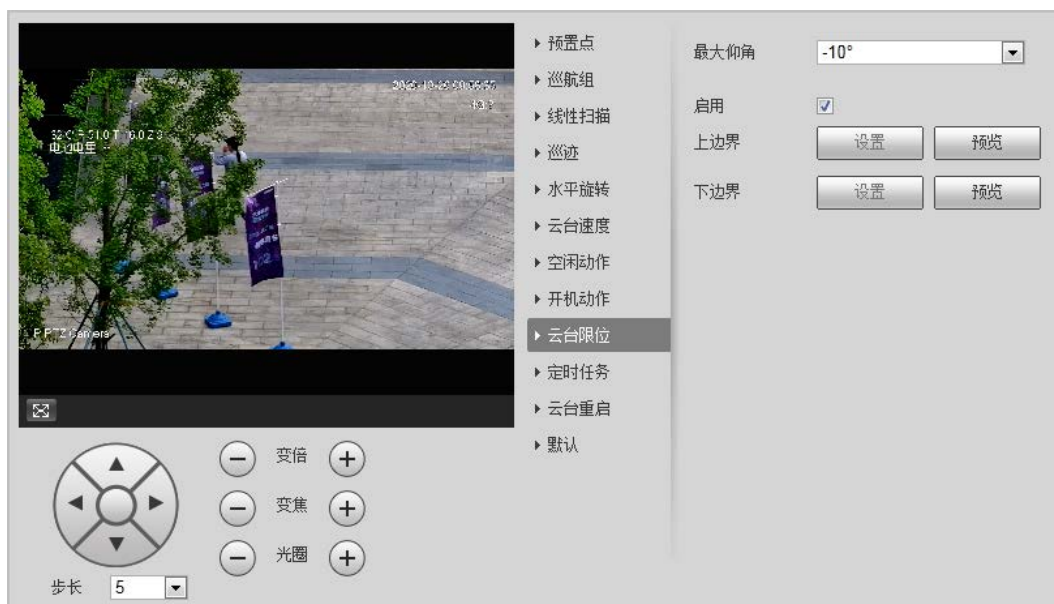 预置点
巡航组
线性扫描
巡迹
水平旋转
云台速度
空闲动作
开机动作
云台限位
定时任务
云台重启
默认
最大仰角 -10°
启用
上边界 设置 预览
下边界 设置 预览
变倍
变焦
光圈
步长 5